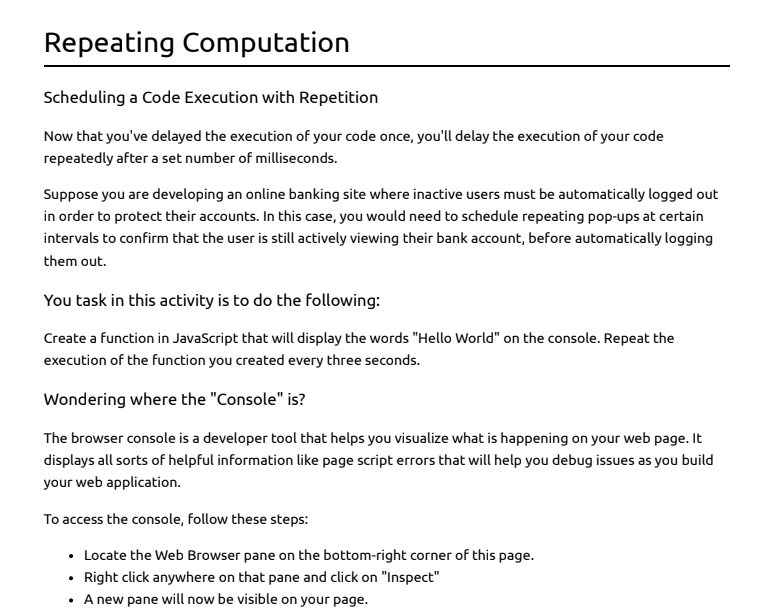 Repeating Computation
Scheduling a Code Execution with Repetition
Now that you've delayed the execution of your code once, you'll delay the execution of your code
repeatedly after a set number of milliseconds.
Suppose you are developing an online banking site where inactive users must be automatically logged out
in order to protect their accounts. In this case, you would need to schedule repeating pop-ups at certain
intervals to confirm that the user is still actively viewing their bank account, before automatically logging
them out.
You task in this activity is to do the following:
Create a function in JavaScript that will display the words "Hello World" on the console. Repeat the
execution of the function you created every three seconds.
Wondering where the "Console" is?
The browser console is a developer tool that helps you visualize what is happening on your web page. It
displays all sorts of helpful information like page script errors that will help you debug issues as you build
your web application.
To access the console, follow these steps:
• Locate the Web Browser pane on the bottom-right corner of this page.
• Right click anywhere on that pane and click on "Inspect"
• A new pane will now be visible on your page.